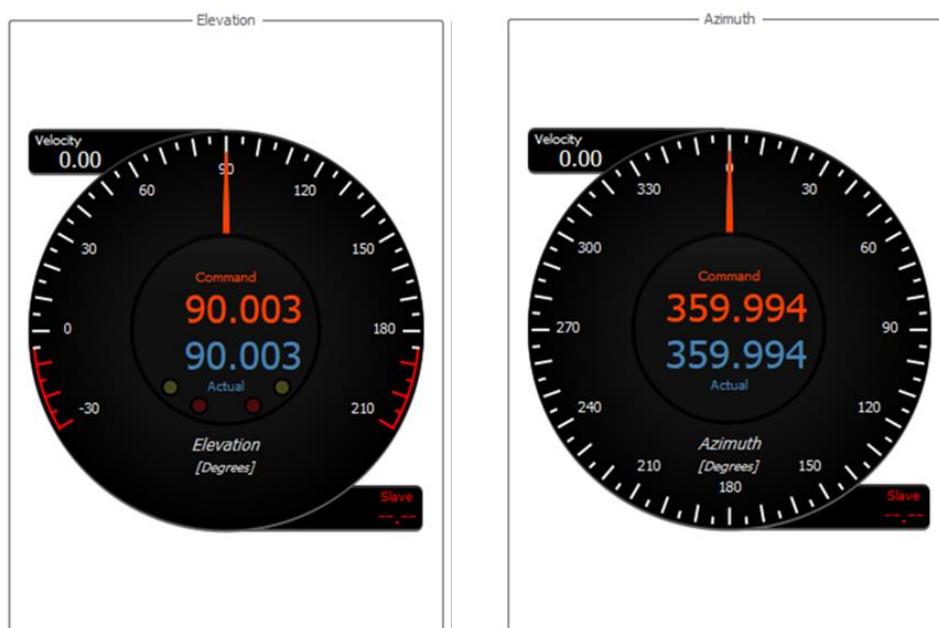 Elevation
Velocity
0.00
90
60
120
30
150
0
180
-30
210
Command
90.003
90.003
Actual
Elevation
[Degrees]
Slave
--.--
Azimuth
Velocity
0.00
0
330
30
300
60
270
90
240
120
210
150
180
Command
359.994
359.994
Actual
Azimuth
[Degrees]
Slave
--.--